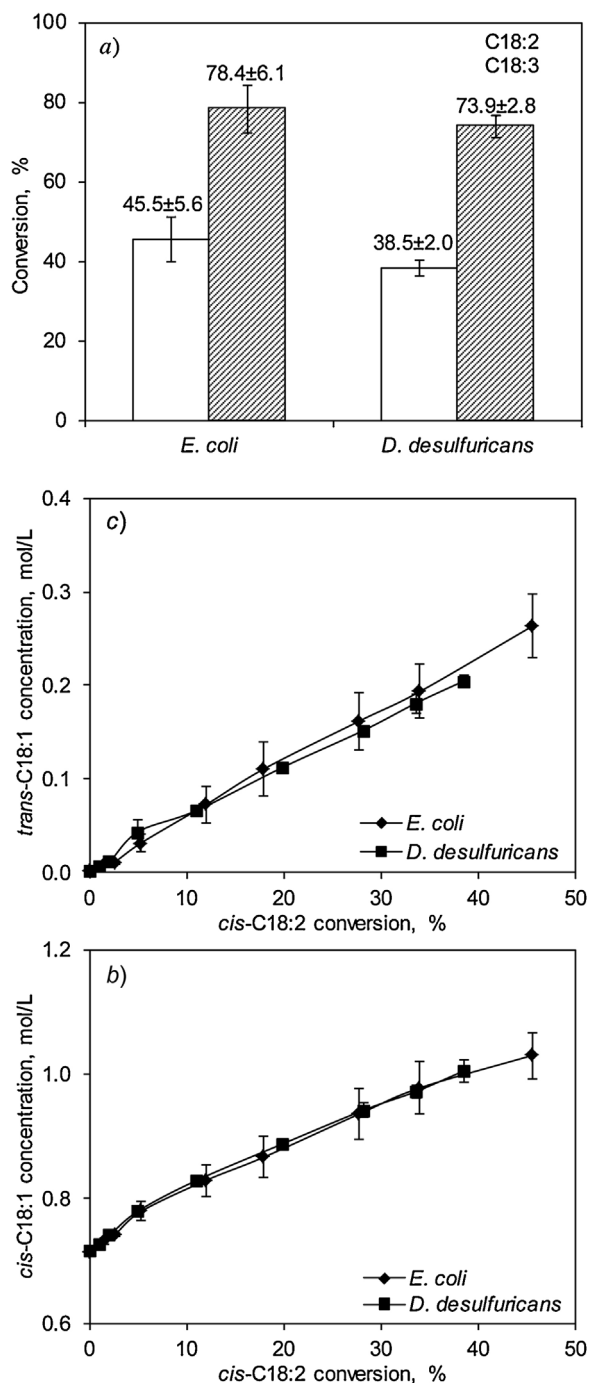 a)
C18:2
C18:3
100
80
60
40
20
0
Conversion, %
45.5±5.6
78.4±6.1
38.5±2.0
73.9±2.8
E. coli
D. desulfuricans
c)
0.4
0.3
0.2
0.1
0.0
trans-C18:1 concentration, mol/L
E. coli
D. desulfuricans
0
10
20
30
40
50
cis-C18:2 conversion, %
b)
1.2
1.0
0.8
0.6
cis-C18:1 concentration, mol/L
E. coli
D. desulfuricans
0
10
20
30
40
50
cis-C18:2 conversion, %